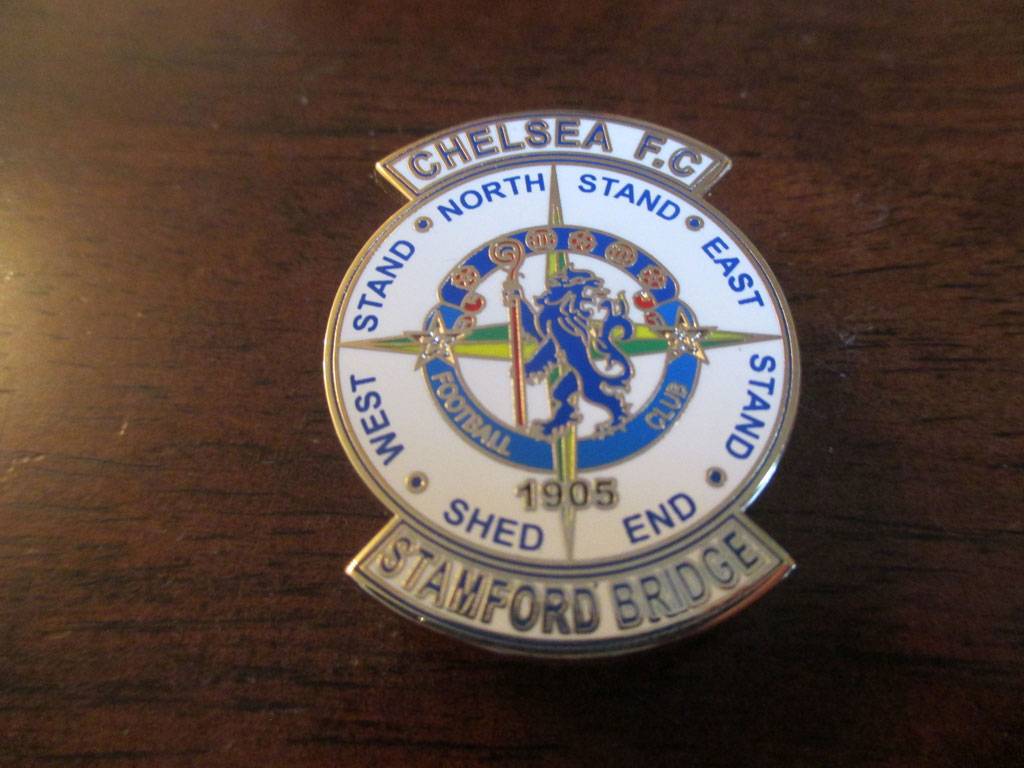 CHELSEA F.C
NORTH STAND
EAST STAND
WEST STAND
FOOTBALL CLUB
1905
SHED END
STAMFORD BRIDGE